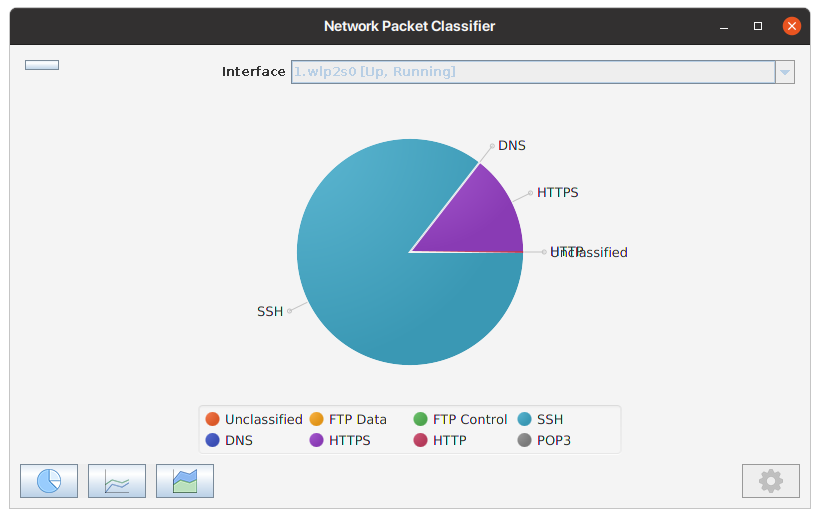 Network Packet Classifier
Interface
1.wlp2s0 [Up, Running]
DNS
HTTPS
HTTP
Unclassified
SSH
Unclassified FTP Data FTP Control SSH
DNS HTTPS HTTP POP3